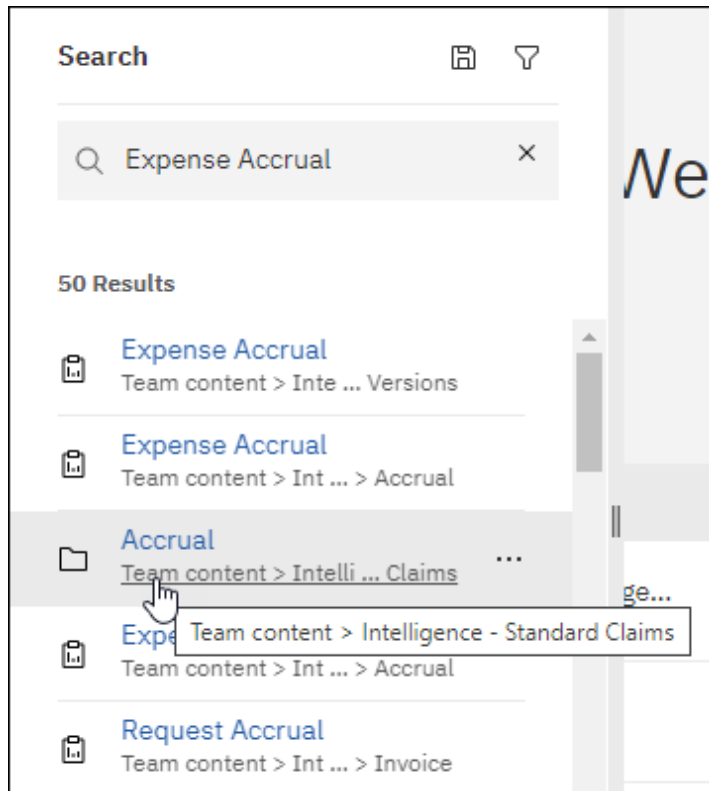 Search
Expense Accrual
We
50 Results
Expense Accrual
Team content > Inte ... Versions
Expense Accrual
Team content > Int ... > Accrual
Accrual
Team content > Intelli ... Claims
ge...
Team content > Intelligence - Standard Claims
Expe
Team content > Int ... > Accrual
Request Accrual
Team content > Int ... > Invoice